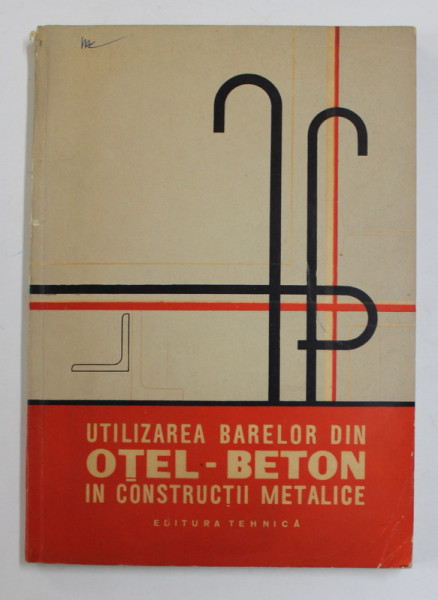 UTILIZAREA BARELOR DIN
OȚEL - BETON
IN CONSTRUCȚII METALICE
EDITURA TEHNICĂ